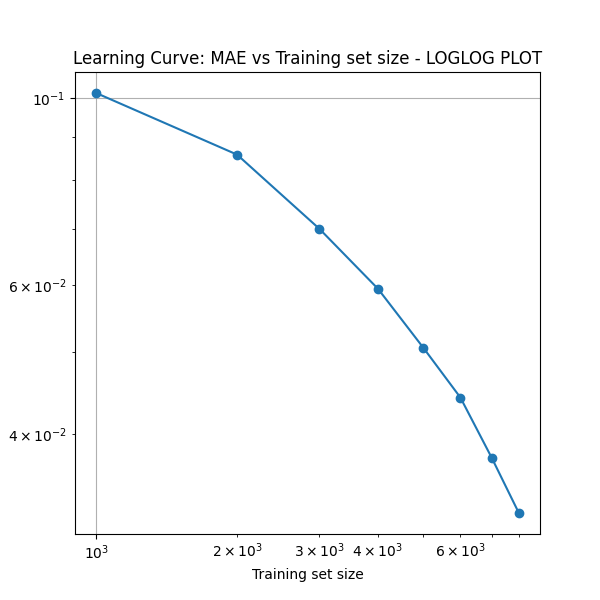 Learning Curve: MAE vs Training set size - LOGLOG PLOT
10⁻¹
6 × 10⁻²
4 × 10⁻²
10³ 2 × 10³ 3 × 10³ 4 × 10³ 6 × 10³
Training set size